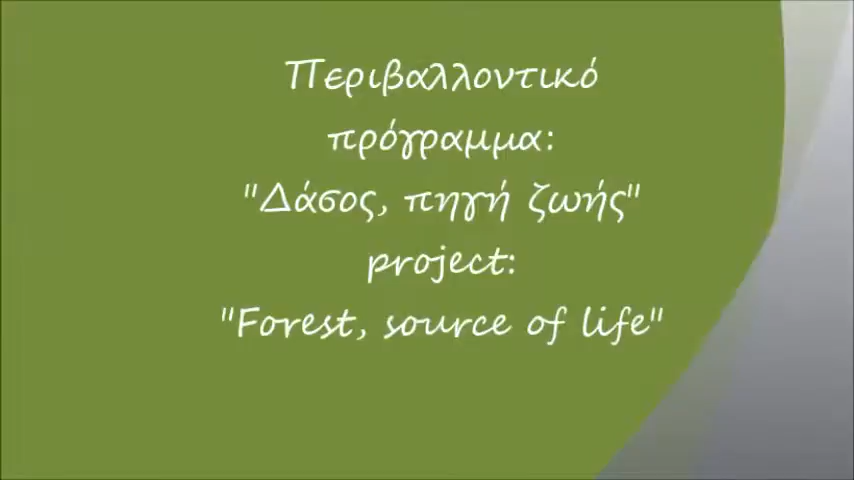 Περιβαλλοντικό
πρόγραμμα:
"Δάσος, πηγή ζωής"
project:
"Forest, source of life"